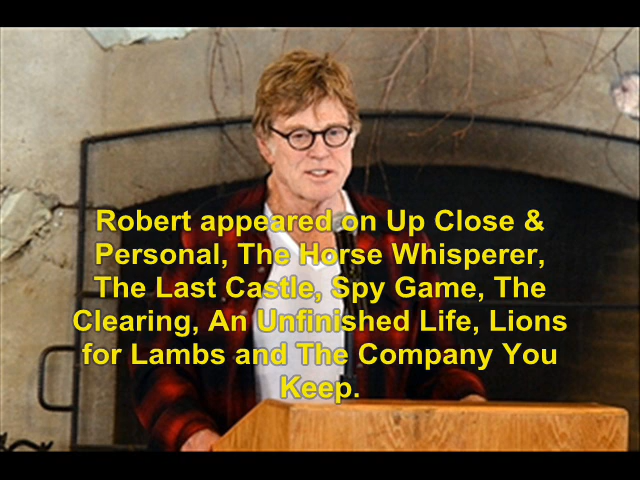 Robert appeared on Up Close &
Personal, The Horse Whisperer,
The Last Castle, Spy Game, The
Clearing, An Unfinished Life, Lions
for Lambs and The Company You
Keep.